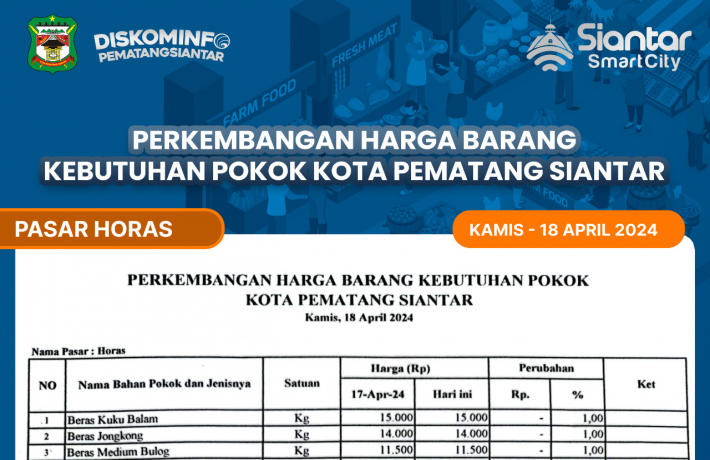 DISKOMINFO
PEMATANGSIANTAR
Siantar
SmartCity
FARM FOOD
FRESH MEAT
FARM FOOD
PERKEMBANGAN HARGA BARANG
KEBUTUHAN POKOK KOTA PEMATANG SIANTAR
PASAR HORAS
KAMIS - 18 APRIL 2024
PERKEMBANGAN HARGA BARANG KEBUTUHAN POKOK
KOTA PEMATANG SIANTAR
Kamis, 18 April 2024
Nama Pasar : Horas
NO Nama Bahan Pokok dan Jenisnya Satuan Harga (Rp) Perubahan Ket
17-Apr-24 Hari ini Rp. %
1 Beras Kuku Balam Kg 15.000 15.000 - 1,00
2 Beras Jongkong Kg 14.000 14.000 - 1,00
3 Beras Medium Bulog Kg 11.500 11.500 - 1,00